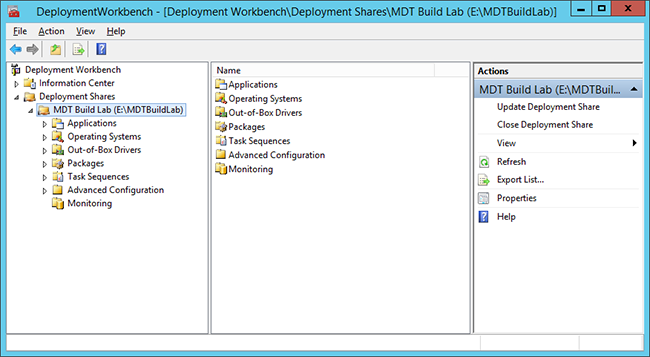 DeploymentWorkbench - [Deployment Workbench\Deployment Shares\MDT Build Lab (E:\MDTBuildLab)]
File Action View Help
Deployment Workbench
Information Center
Deployment Shares
MDT Build Lab (E:\MDTBuildLab)
Applications
Operating Systems
Out-of-Box Drivers
Packages
Task Sequences
Advanced Configuration
Monitoring
Name
Applications
Operating Systems
Out-of-Box Drivers
Packages
Task Sequences
Advanced Configuration
Monitoring
Actions
MDT Build Lab (E:\MDTBuil...
Update Deployment Share
Close Deployment Share
View
Refresh
Export List...
Properties
Help